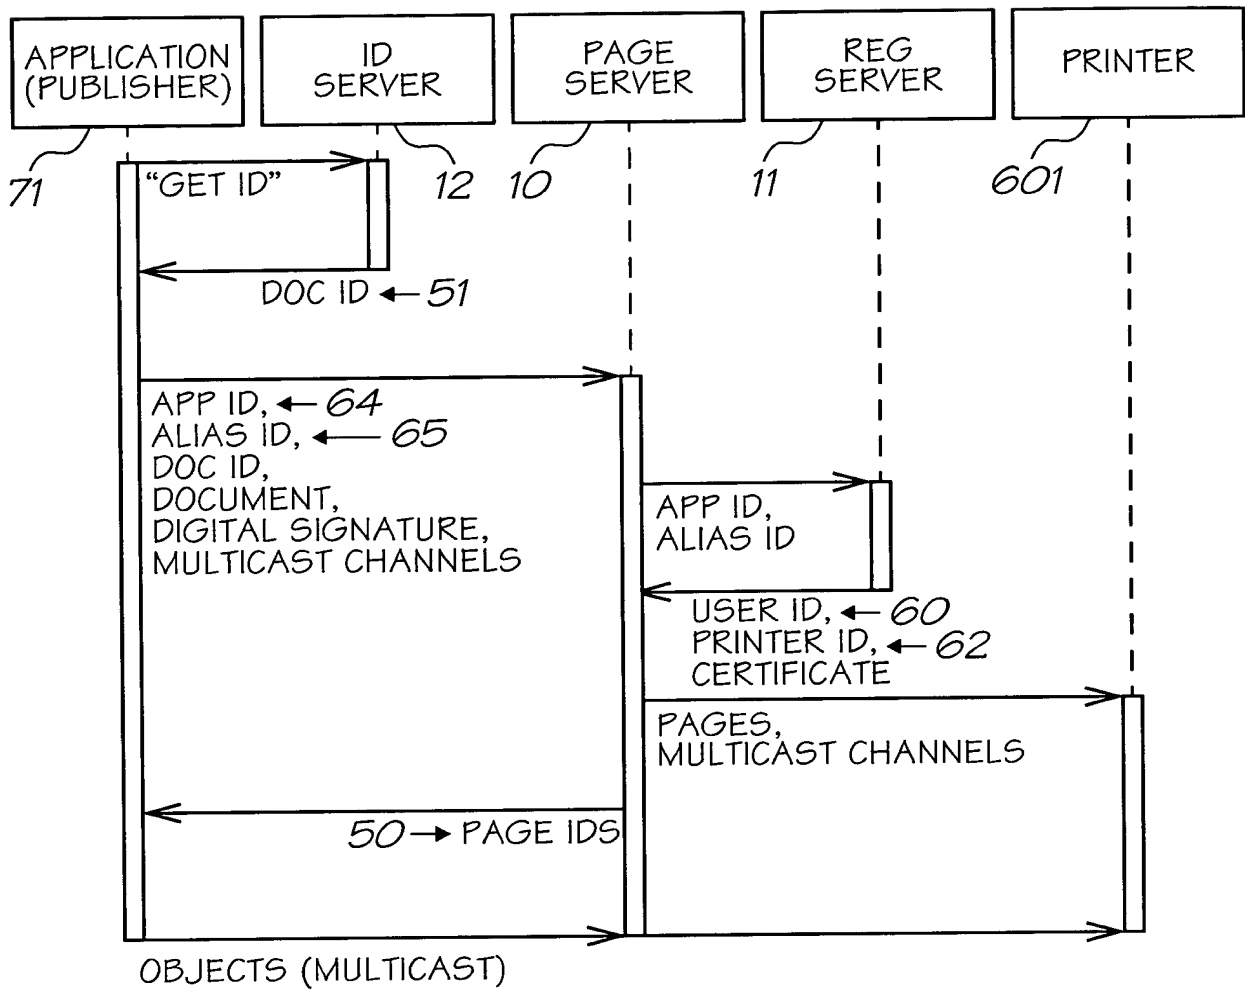 APPLICATION
(PUBLISHER)
ID
SERVER
PAGE
SERVER
REG
SERVER
PRINTER
71
12
10
11
601
“GET ID”
DOC ID 51
APP ID, 64
ALIAS ID, 65
DOC ID,
DOCUMENT,
DIGITAL SIGNATURE,
MULTICAST CHANNELS
APP ID,
ALIAS ID
USER ID, 60
PRINTER ID, 62
CERTIFICATE
PAGES,
MULTICAST CHANNELS
50 PAGE IDS
OBJECTS (MULTICAST)